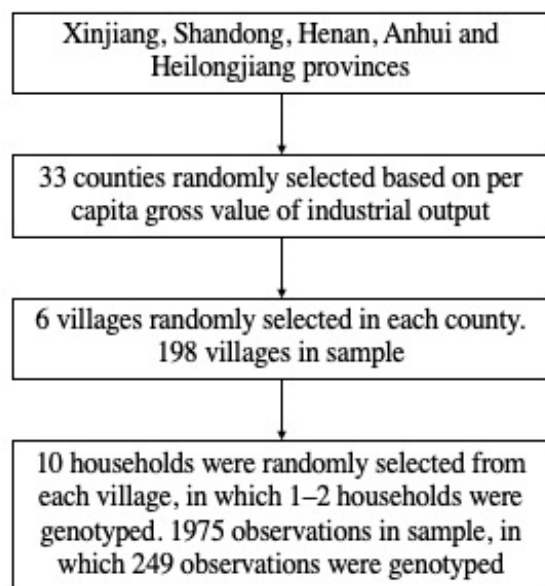 Xinjiang, Shandong, Henan, Anhui and
Heilongjiang provinces
33 counties randomly selected based on per
capita gross value of industrial output
6 villages randomly selected in each county.
198 villages in sample
10 households were randomly selected from
each village, in which 1–2 households were
genotyped. 1975 observations in sample, in
which 249 observations were genotyped